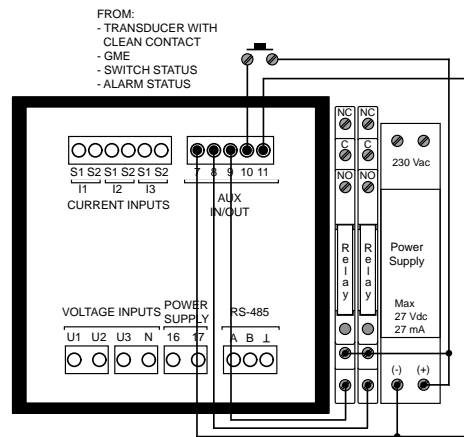 FROM:
- TRANSDUCER WITH
CLEAN CONTACT
- GME
- SWITCH STATUS
- ALARM STATUS
NC NC
C C
230 Vac
S1 S2 S1 S2 S1 S2
7 8 9 10 11
NO NO
I1 I2 I3
CURRENT INPUTS
AUX
IN/OUT
Relay
Relay
Power
Supply
Max
27 Vdc
27 mA
VOLTAGE INPUTS
POWER
SUPPLY
RS-485
U1 U2 U3 N 16 17 A B ⊥
(-) (+)